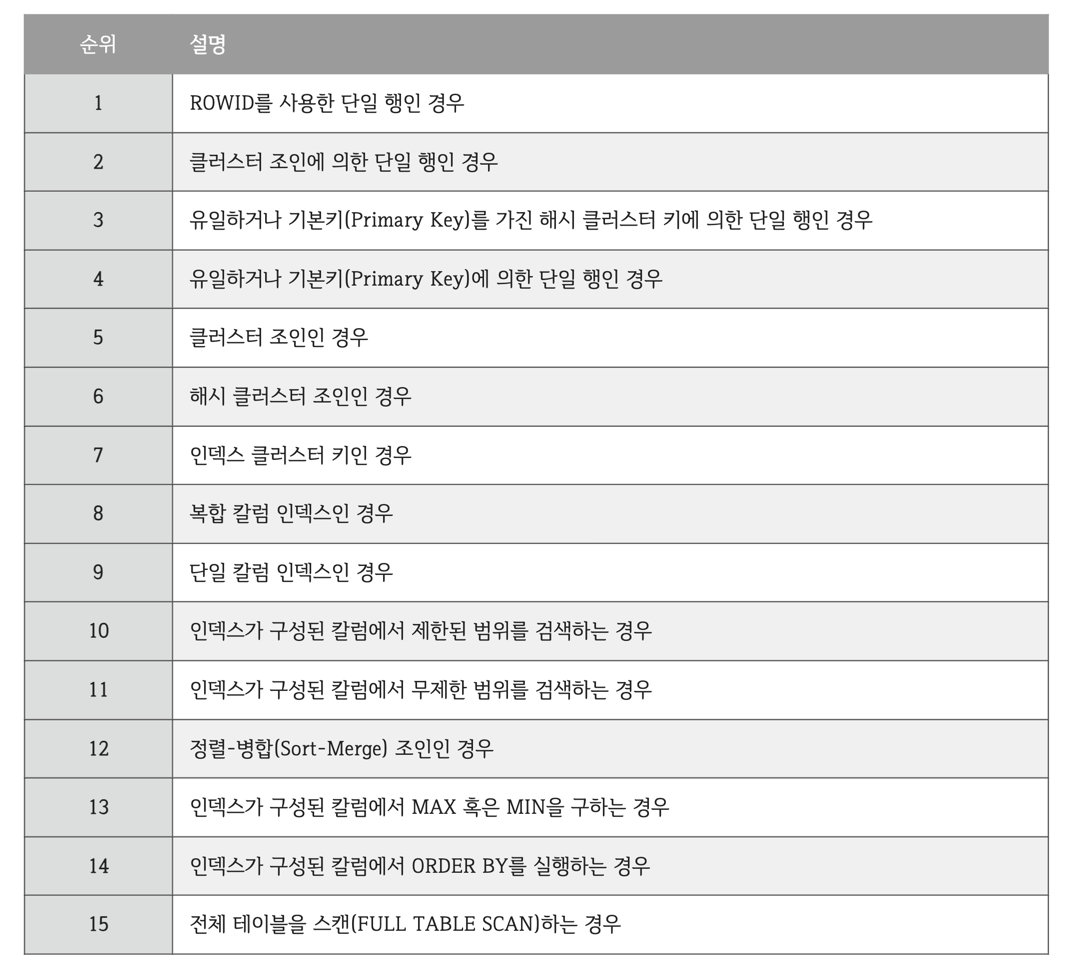 순위 설명
1 ROWID를 사용한 단일 행인 경우
2 클러스터 조인에 의한 단일 행인 경우
3 유일하거나 기본키(Primary Key)를 가진 해시 클러스터 키에 의한 단일 행인 경우
4 유일하거나 기본키(Primary Key)에 의한 단일 행인 경우
5 클러스터 조인인 경우
6 해시 클러스터 조인인 경우
7 인덱스 클러스터 키인 경우
8 복합 칼럼 인덱스인 경우
9 단일 칼럼 인덱스인 경우
10 인덱스가 구성된 칼럼에서 제한된 범위를 검색하는 경우
11 인덱스가 구성된 칼럼에서 무제한 범위를 검색하는 경우
12 정렬-병합(Sort-Merge) 조인인 경우
13 인덱스가 구성된 칼럼에서 MAX 혹은 MIN을 구하는 경우
14 인덱스가 구성된 칼럼에서 ORDER BY를 실행하는 경우
15 전체 테이블을 스캔(FULL TABLE SCAN)하는 경우